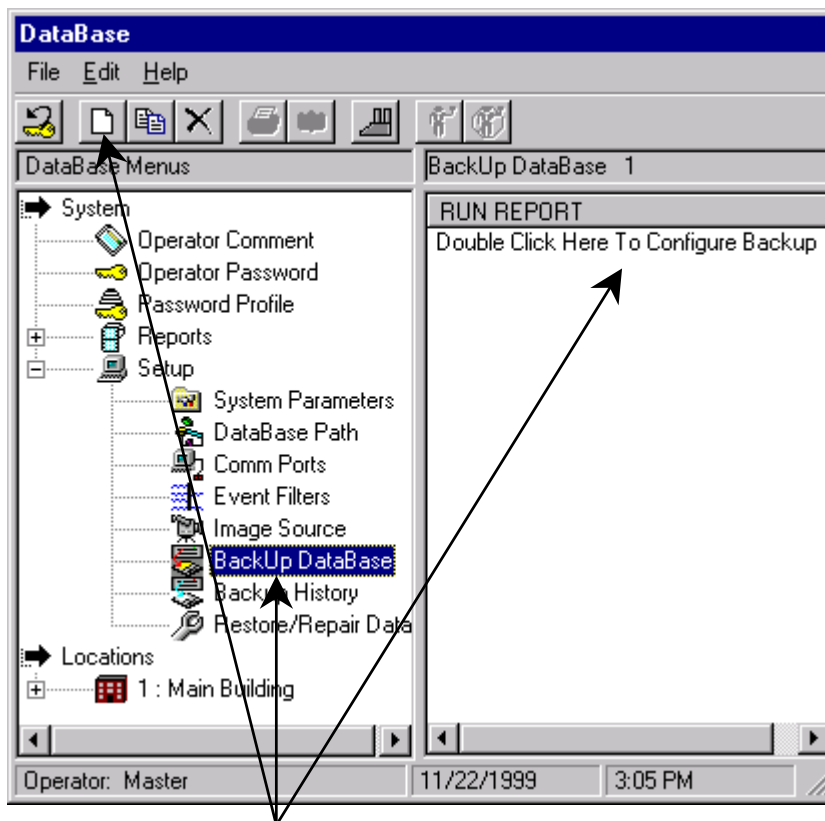 DataBase
File Edit Help
DataBase Menus
BackUp DataBase 1
System
Operator Comment
Operator Password
Password Profile
Reports
Setup
System Parameters
DataBase Path
Comm Ports
Event Filters
Image Source
BackUp DataBase
Backup History
Restore/Repair Data
Locations
1 : Main Building
RUN REPORT
Double Click Here To Configure Backup
Operator: Master
11/22/1999
3:05 PM